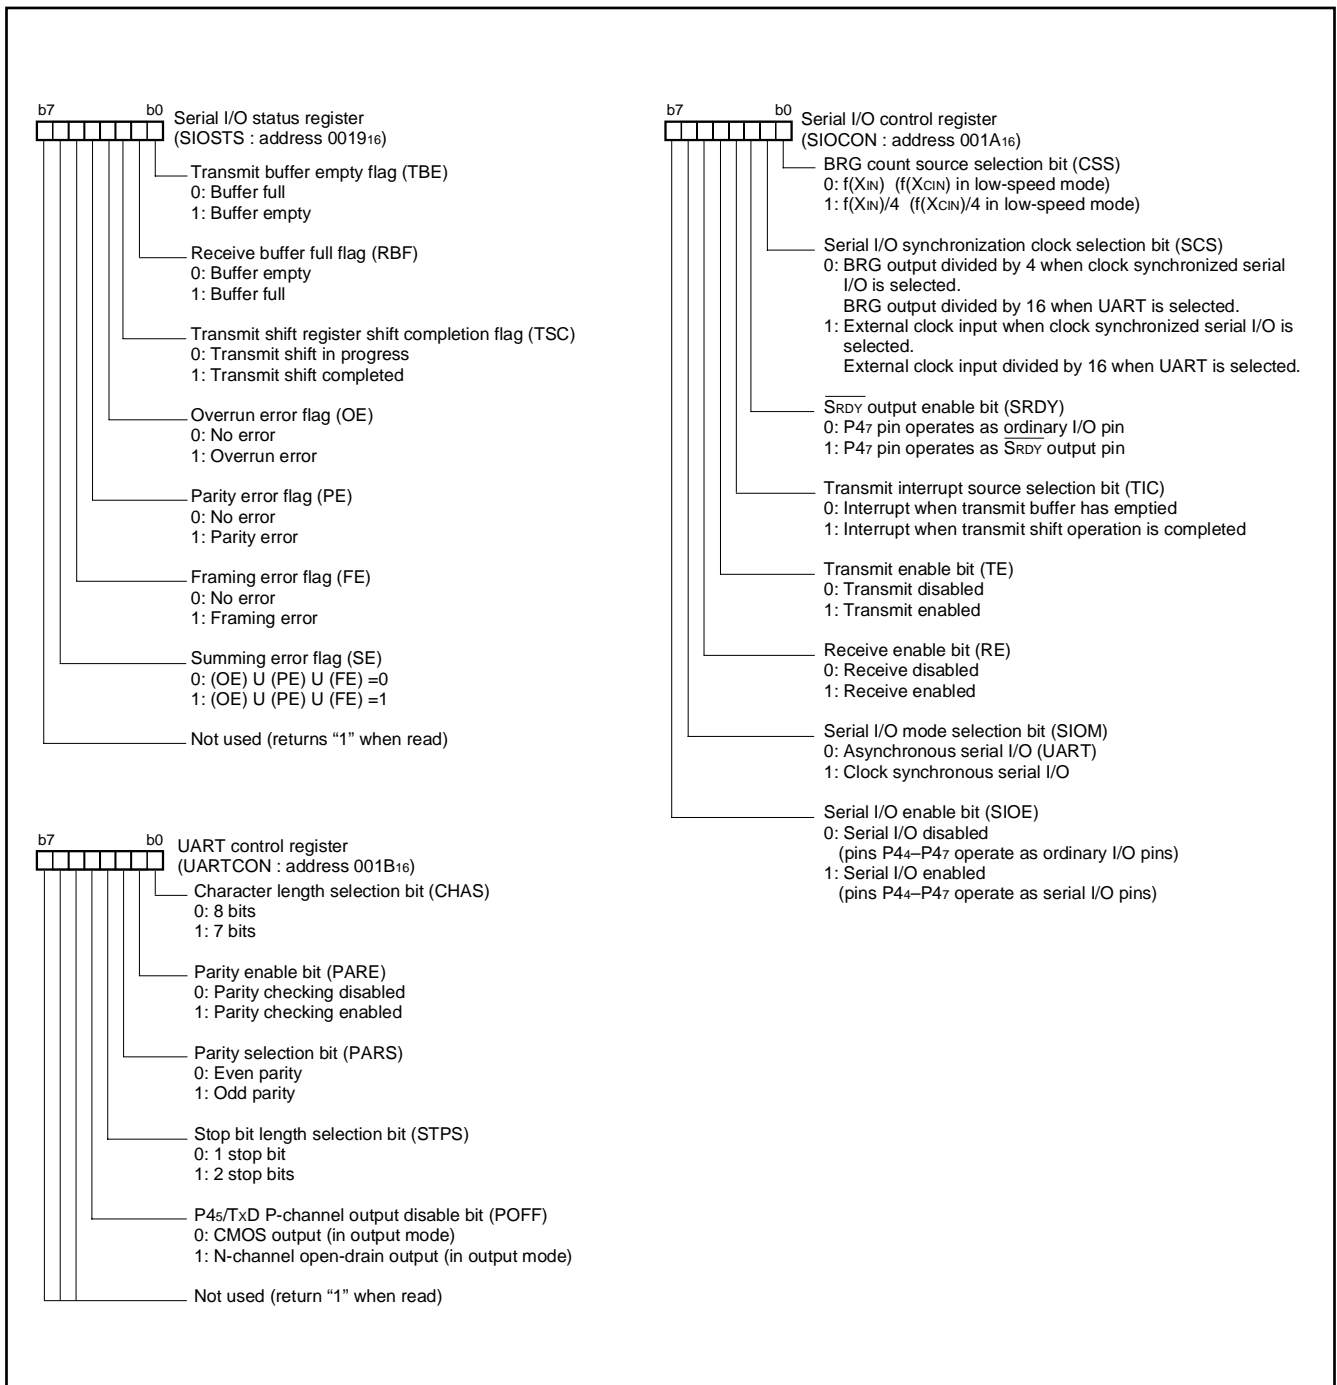 b7
b0
Serial I/O status register
(SIOSTS : address 0019₁₆)
Transmit buffer empty flag (TBE)
0: Buffer full
1: Buffer empty
Receive buffer full flag (RBF)
0: Buffer empty
1: Buffer full
Transmit shift register shift completion flag (TSC)
0: Transmit shift in progress
1: Transmit shift completed
Overrun error flag (OE)
0: No error
1: Overrun error
Parity error flag (PE)
0: No error
1: Parity error
Framing error flag (FE)
0: No error
1: Framing error
Summing error flag (SE)
0: (OE) U (PE) U (FE) =0
1: (OE) U (PE) U (FE) =1
Not used (returns “1” when read)
b7
b0
UART control register
(UARTCON : address 001B₁₆)
Character length selection bit (CHAS)
0: 8 bits
1: 7 bits
Parity enable bit (PARE)
0: Parity checking disabled
1: Parity checking enabled
Parity selection bit (PARS)
0: Even parity
1: Odd parity
Stop bit length selection bit (STPS)
0: 1 stop bit
1: 2 stop bits
P4₅/TxD P-channel output disable bit (POFF)
0: CMOS output (in output mode)
1: N-channel open-drain output (in output mode)
Not used (return “1” when read)
b7
b0
Serial I/O control register
(SIOCON : address 001A₁₆)
BRG count source selection bit (CSS)
0: f(XIN) (f(XCIN) in low-speed mode)
1: f(XIN)/4 (f(XCIN)/4 in low-speed mode)
Serial I/O synchronization clock selection bit (SCS)
0: BRG output divided by 4 when clock synchronized serial
I/O is selected.
BRG output divided by 16 when UART is selected.
1: External clock input when clock synchronized serial I/O is
selected.
External clock input divided by 16 when UART is selected.
S̅R̅D̅Y̅ output enable bit (SRDY)
0: P4₇ pin operates as ordinary I/O pin
1: P4₇ pin operates as S̅R̅D̅Y̅ output pin
Transmit interrupt source selection bit (TIC)
0: Interrupt when transmit buffer has emptied
1: Interrupt when transmit shift operation is completed
Transmit enable bit (TE)
0: Transmit disabled
1: Transmit enabled
Receive enable bit (RE)
0: Receive disabled
1: Receive enabled
Serial I/O mode selection bit (SIOM)
0: Asynchronous serial I/O (UART)
1: Clock synchronous serial I/O
Serial I/O enable bit (SIOE)
0: Serial I/O disabled
(pins P4₄–P4₇ operate as ordinary I/O pins)
1: Serial I/O enabled
(pins P4₄–P4₇ operate as serial I/O pins)